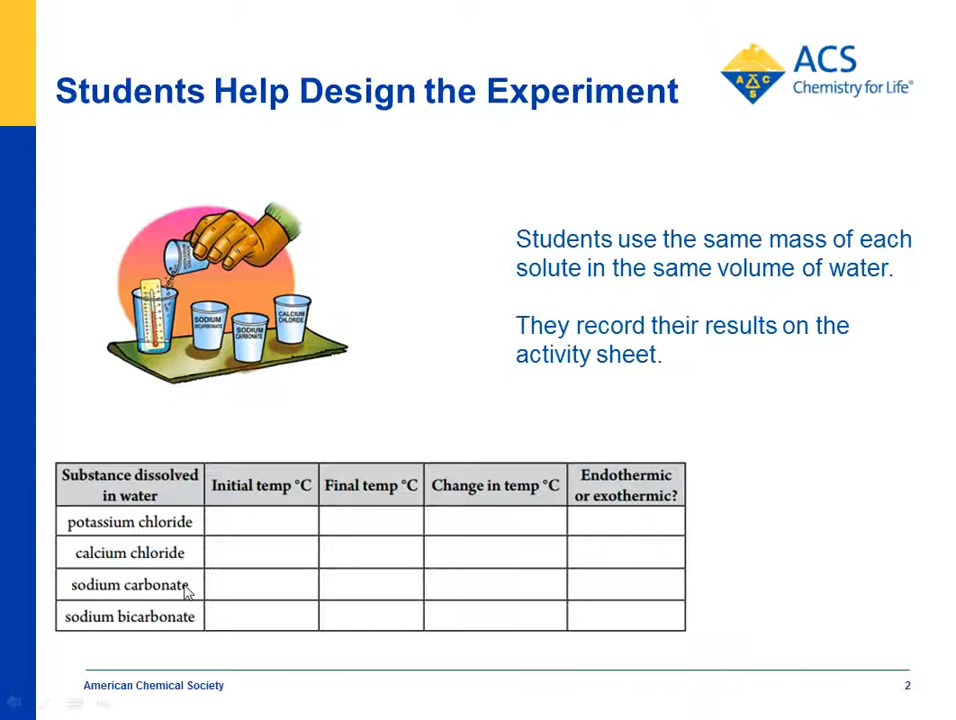 Students Help Design the Experiment
ACS
Chemistry for Life®
A C S
Students use the same mass of each
solute in the same volume of water.
They record their results on the
activity sheet.
SODIUM
BICARBONATE
SODIUM
CARBONATE
CALCIUM
CHLORIDE
Substance dissolved
in water
Initial temp °C
Final temp °C
Change in temp °C
Endothermic
or exothermic?
potassium chloride
calcium chloride
sodium carbonate
sodium bicarbonate
American Chemical Society
2